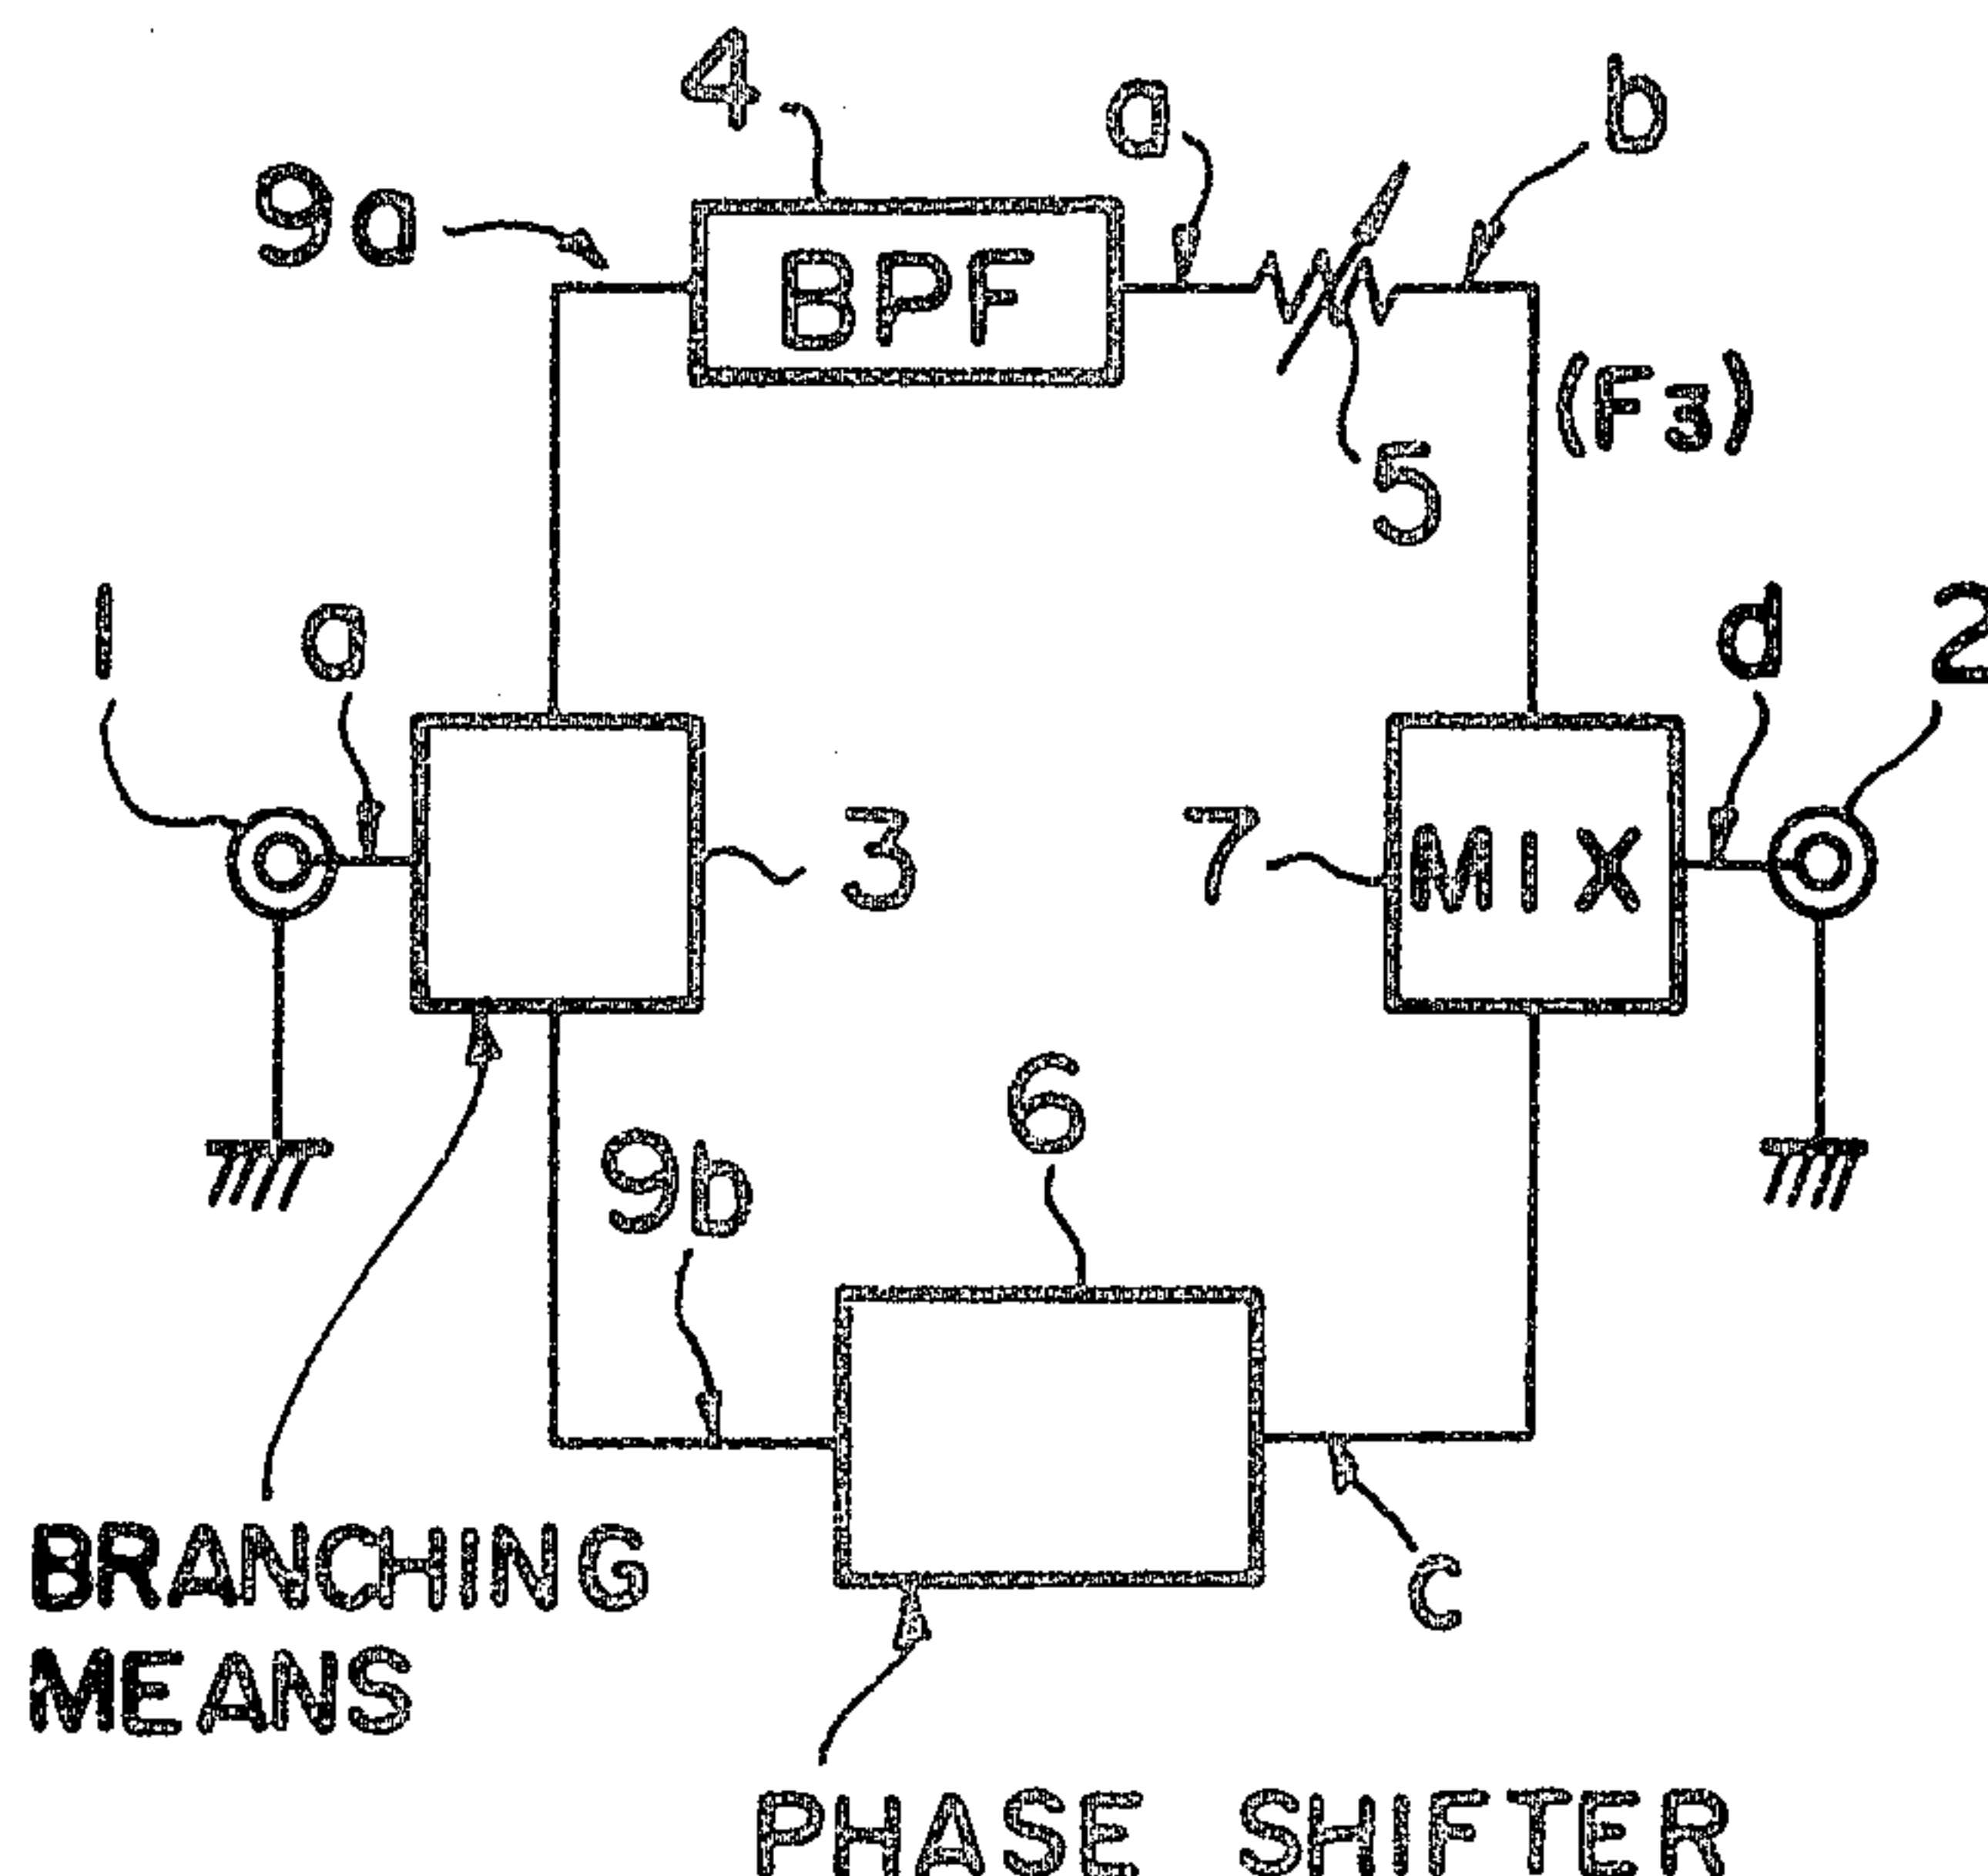 4
a
b
9a
BPF
(F3)
5
1
a
d
2
3
7
MIX
6
9b
C
BRANCHING
MEANS
PHASE SHIFTER